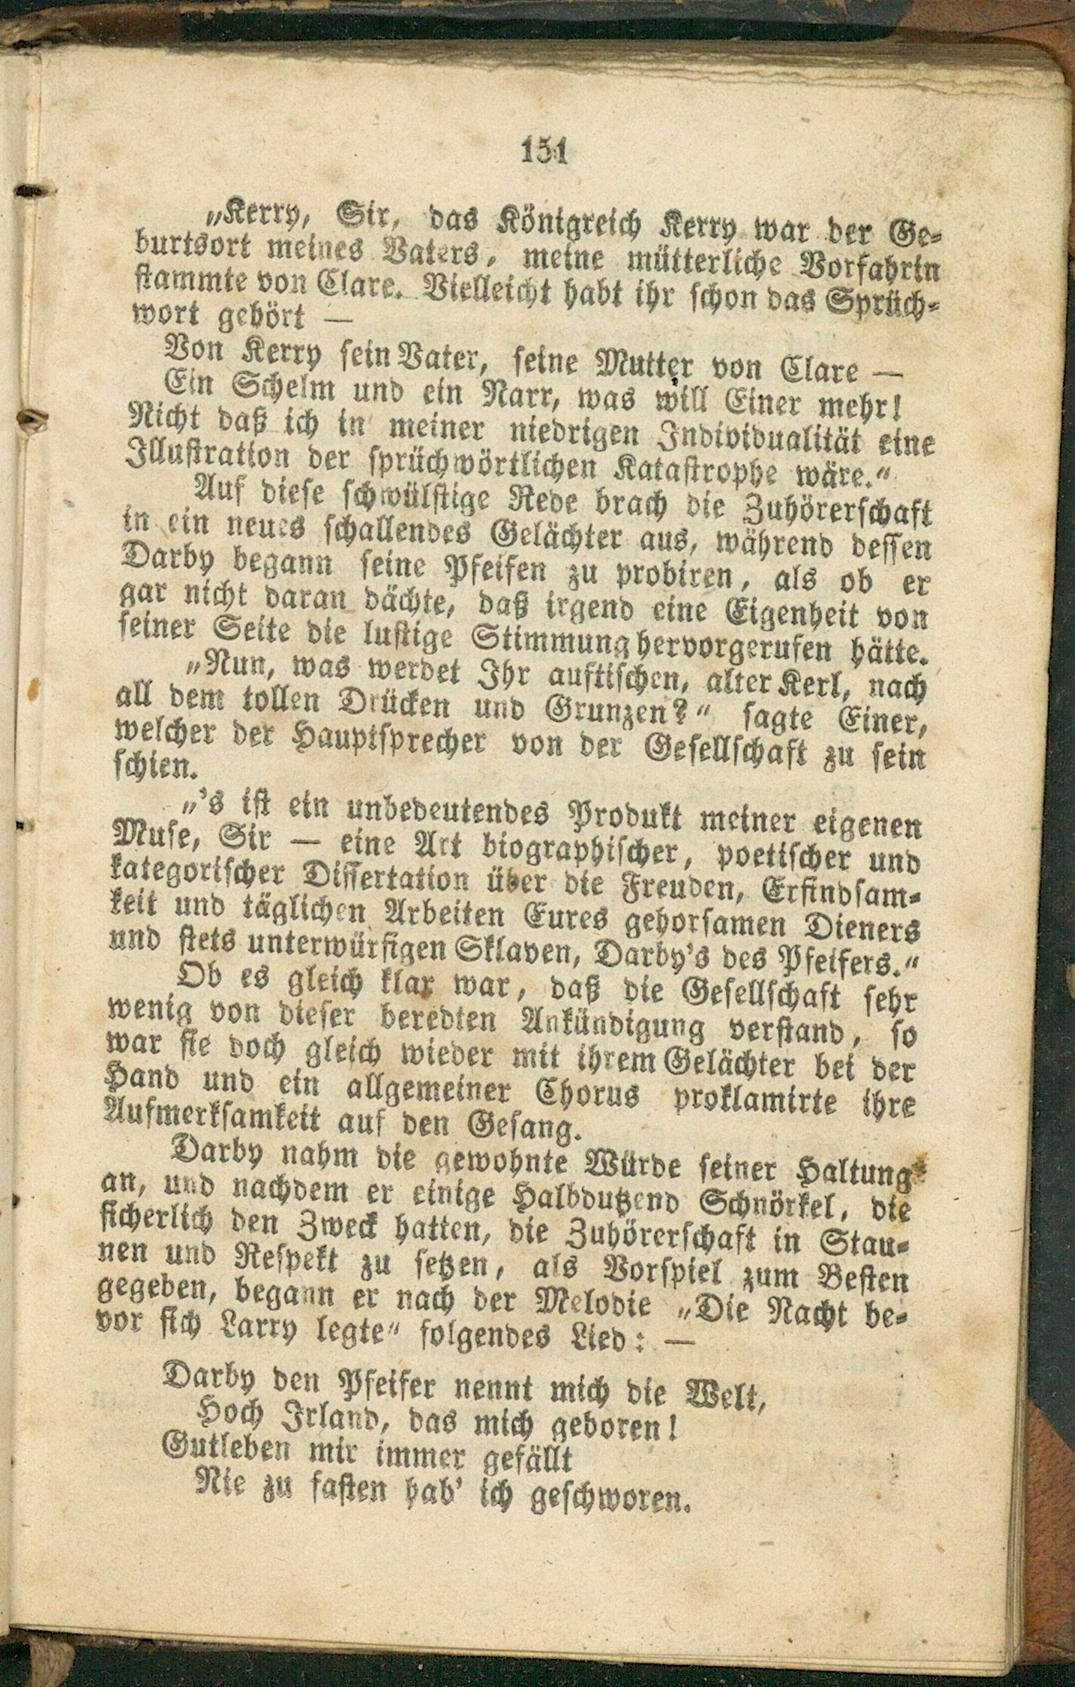 151
„Kerry, Sir, das Königreich Kerry war der Ge-
burtsort meines Vaters, meine mütterliche Vorfahrin
stammte von Clare. Vielleicht habt ihr schon das Sprüch-
wort gehört —
Von Kerry sein Vater, seine Mutter von Clare —
Ein Schelm und ein Narr, was will Einer mehr!
Nicht daß ich in meiner niedrigen Individualität eine
Illustration der sprüchwörtlichen Katastrophe wäre.“
Auf diese schwülstige Rede brach die Zuhörerschaft
in ein neues schallendes Gelächter aus, während dessen
Darby begann seine Pfeifen zu probiren, als ob er
gar nicht daran dächte, daß irgend eine Eigenheit von
seiner Seite die lustige Stimmung hervorgerufen hätte.
„Nun, was werdet Ihr auftischen, alter Kerl, nach
all dem tollen Drücken und Grunzen?“ sagte Einer,
welcher der Hauptsprecher von der Gesellschaft zu sein
schien.
„’s ist ein unbedeutendes Produkt meiner eigenen
Muse, Sir — eine Art biographischer, poetischer und
kategorischer Dissertation über die Freuden, Erfindsam-
keit und täglichen Arbeiten Eures gehorsamen Dieners
und stets unterwürfigen Sklaven, Darby’s des Pfeifers.“
Ob es gleich klar war, daß die Gesellschaft sehr
wenig von dieser beredten Ankündigung verstand, so
war sie doch gleich wieder mit ihrem Gelächter bei der
Hand und ein allgemeiner Chorus proklamirte ihre
Aufmerksamkeit auf den Gesang.
Darby nahm die gewohnte Würde seiner Haltung
an, und nachdem er einige Halbdutzend Schnörkel, die
sicherlich den Zweck hatten, die Zuhörerschaft in Stau-
nen und Respekt zu setzen, als Vorspiel zum Besten
gegeben, begann er nach der Melodie „Die Nacht be-
vor sich Larry legte“ folgendes Lied: —
Darby den Pfeifer nennt mich die Welt,
Hoch Irland, das mich geboren!
Gutleben mir immer gefällt
Nie zu fasten hab’ ich geschworen.